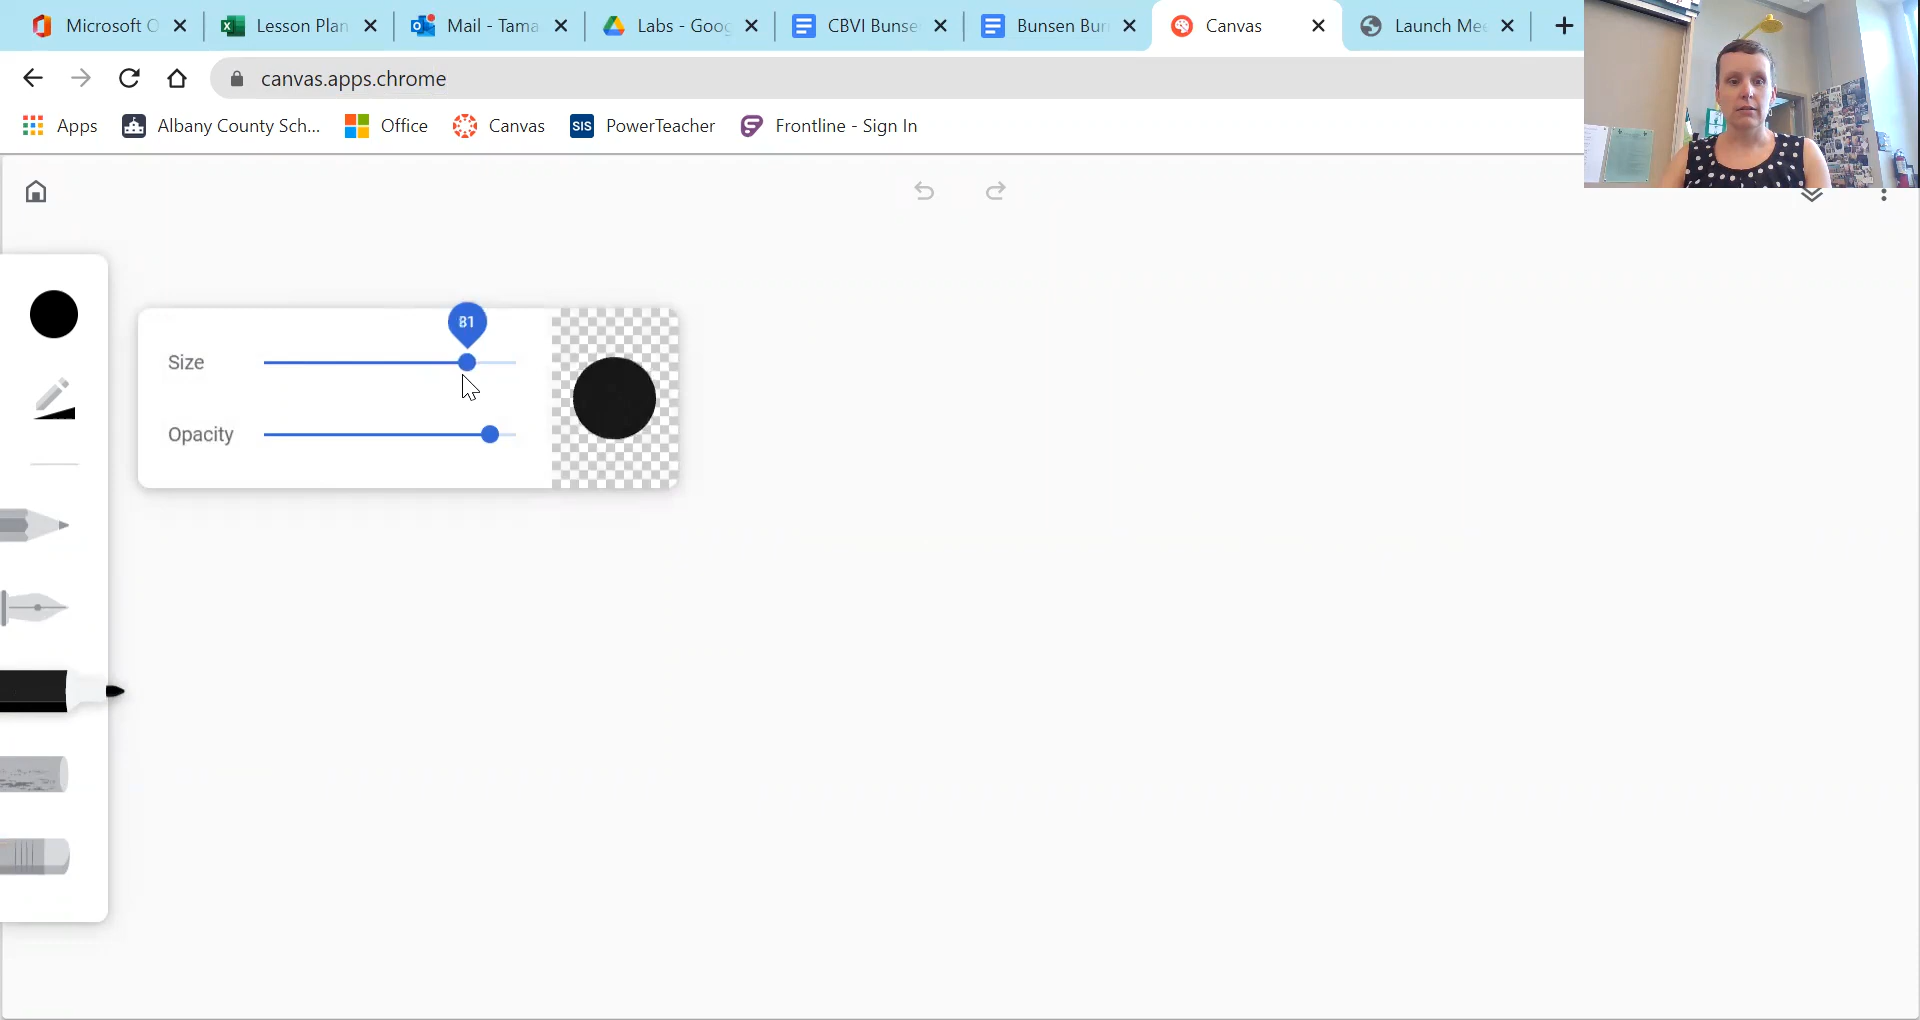 Microsoft O
Lesson Plan
Mail - Tama
Labs - Goog
CBVI Bunse
Bunsen Bur
Canvas
Launch Mee
canvas.apps.chrome
Apps
Albany County Sch...
Office
Canvas
SIS
PowerTeacher
Frontline - Sign In
81
Size
Opacity